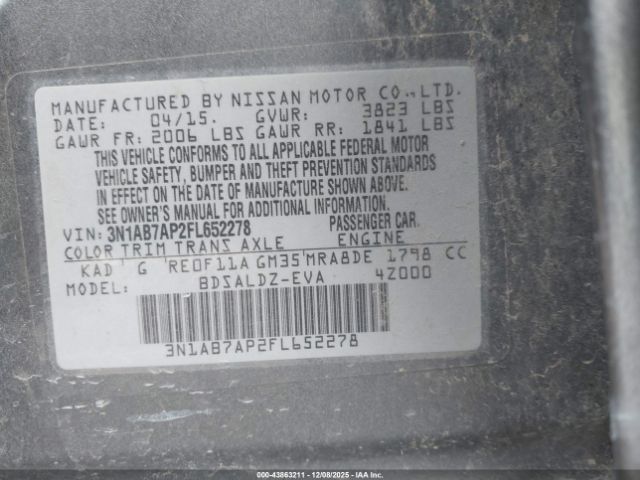 MANUFACTURED BY NISSAN MOTOR CO., LTD.
DATE: 04/15. GVWR: 3823 LBS
GAWR FR: 2006 LBS GAWR RR: 1841 LBS
THIS VEHICLE CONFORMS TO ALL APPLICABLE FEDERAL MOTOR
VEHICLE SAFETY, BUMPER AND THEFT PREVENTION STANDARDS
IN EFFECT ON THE DATE OF MANUFACTURE SHOWN ABOVE.
SEE OWNER'S MANUAL FOR ADDITIONAL INFORMATION.
VIN: 3N1AB7AP2FL652278 PASSENGER CAR.
COLOR TRIM TRANS AXLE ENGINE
KAD G RE0F11A GM35 MRA8DE 1798 CC
MODEL: BDSALDZ-EVA 4Z000
3N1AB7AP2FL652278
000-43863211 - 12/08/2025 - IAA Inc.